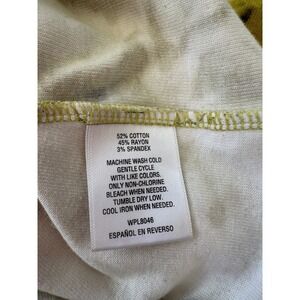 52% COTTON
45% RAYON
3% SPANDEX
MACHINE WASH COLD
GENTLE CYCLE
WITH LIKE COLORS.
ONLY NON-CHLORINE
BLEACH WHEN NEEDED.
TUMBLE DRY LOW.
COOL IRON WHEN NEEDED.
WPL8046
ESPAÑOL EN REVERSO